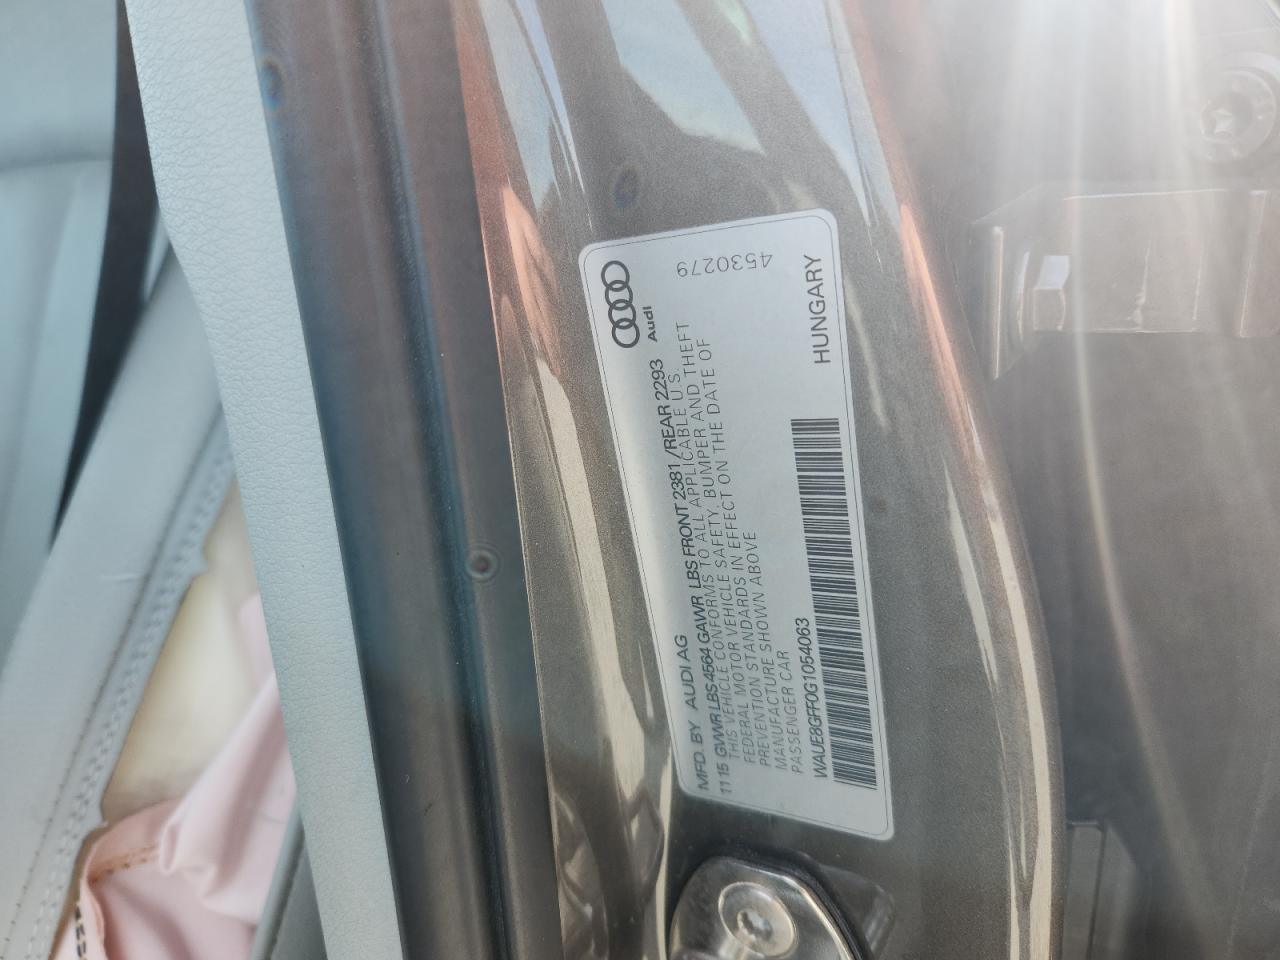 Audi
4530279
MFD. BY AUDI AG
1115 GVWR LBS 4564 GAWR LBS FRONT 2381 /REAR 2293
THIS VEHICLE CONFORMS TO ALL APPLICABLE U.S.
FEDERAL MOTOR VEHICLE SAFETY, BUMPER AND THEFT
PREVENTION STANDARDS IN EFFECT ON THE DATE OF
MANUFACTURE SHOWN ABOVE
PASSENGER CAR
WAUE8GFF0G1054063
HUNGARY